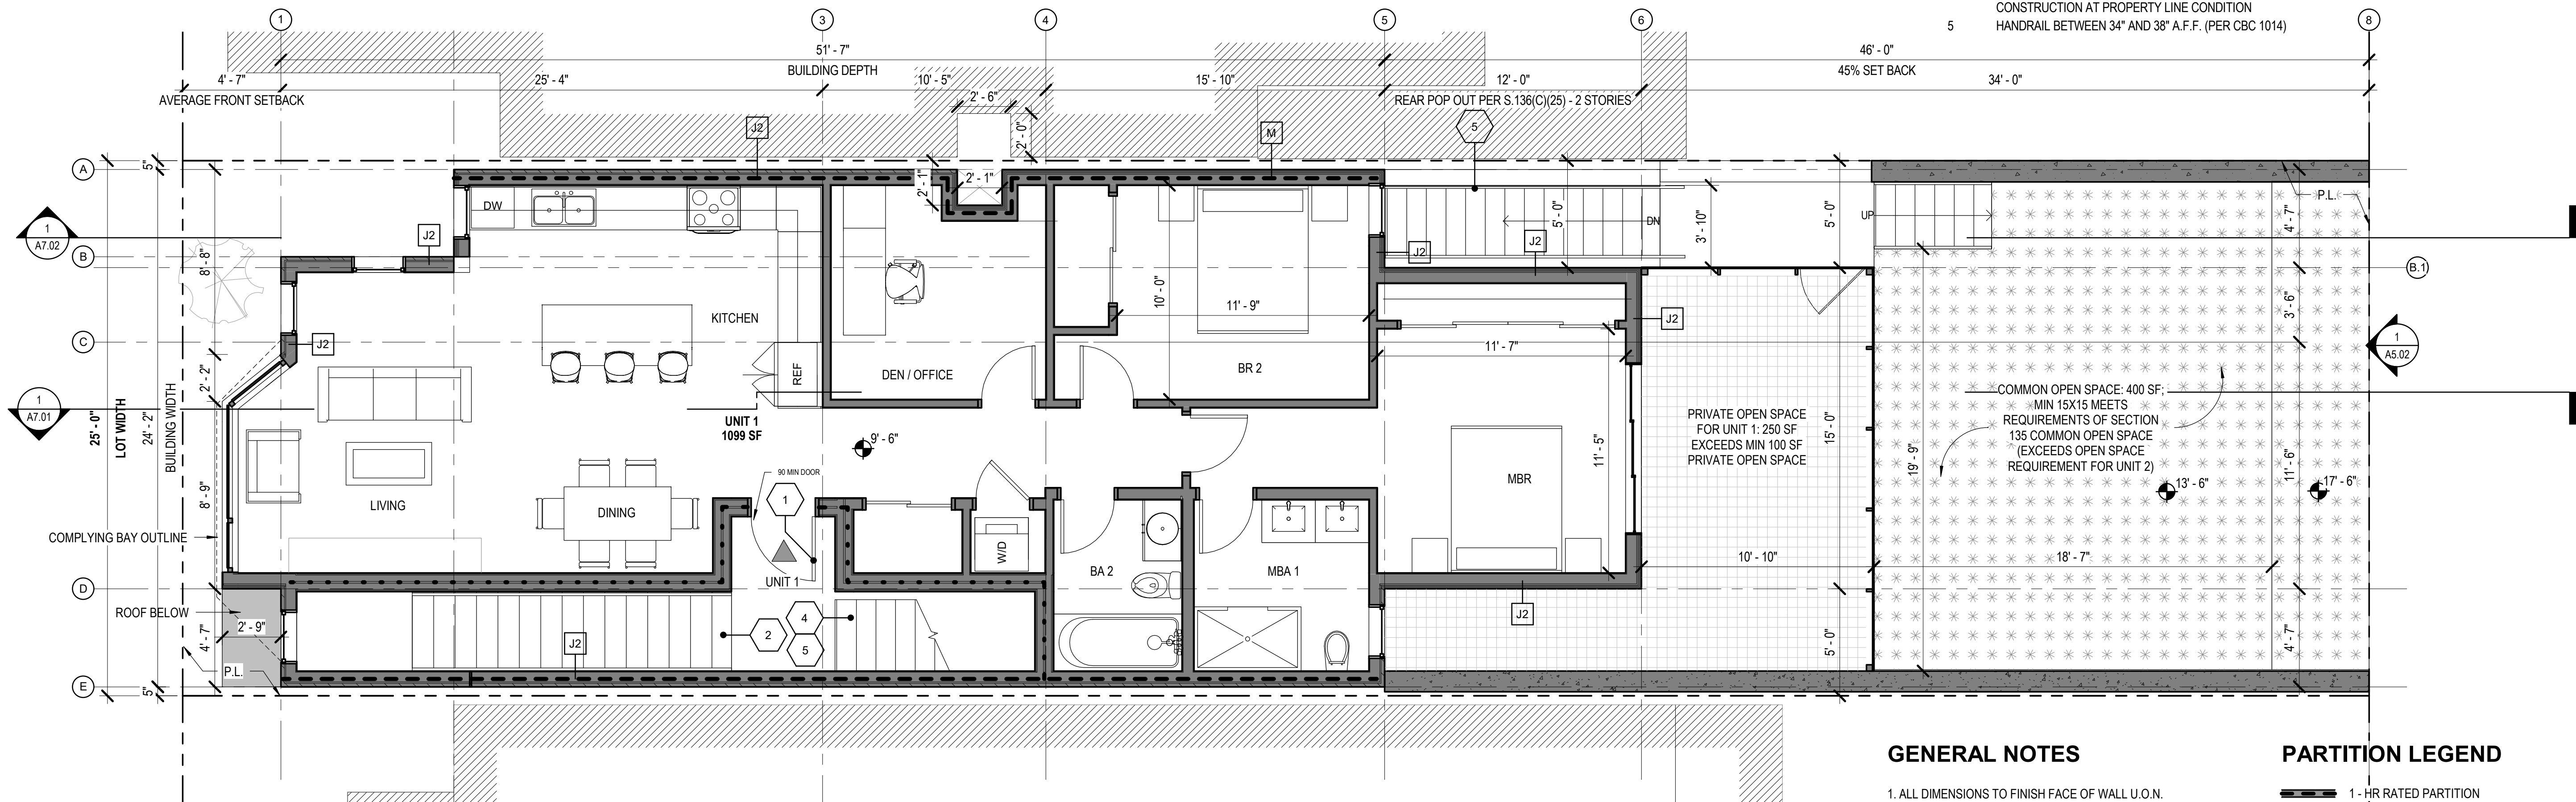 CONSTRUCTION AT PROPERTY LINE CONDITION
5 HANDRAIL BETWEEN 34" AND 38" A.F.F. (PER CBC 1014)
1
3
4
5
6
8
51' - 7"
BUILDING DEPTH
46' - 0"
45% SET BACK
4' - 7"
AVERAGE FRONT SETBACK
25' - 4"
10' - 5"
15' - 10"
12' - 0"
34' - 0"
REAR POP OUT PER S.136(C)(25) - 2 STORIES
2' - 6"
2' - 0"
J2
M
5
A
5"
2' - 1"
2' - 1"
DW
P.L.
UP
DN
5' - 0"
3' - 10"
5' - 0"
4' - 7"
1
A7.02
J2
J2
J2
B
8' - 8"
B.1
10' - 0"
11' - 9"
3' - 6"
KITCHEN
J2
C
J2
11' - 7"
1
A5.02
2' - 2"
REF
DEN / OFFICE
BR 2
1
A7.01
25' - 0"
LOT WIDTH
24' - 2"
BUILDING WIDTH
UNIT 1
1099 SF
9' - 6"
PRIVATE OPEN SPACE
FOR UNIT 1: 250 SF
EXCEEDS MIN 100 SF
PRIVATE OPEN SPACE
15' - 0"
COMMON OPEN SPACE: 400 SF;
MIN 15X15 MEETS
REQUIREMENTS OF SECTION
135 COMMON OPEN SPACE
(EXCEEDS OPEN SPACE
REQUIREMENT FOR UNIT 2)
19' - 9"
11' - 6"
11' - 5"
MBR
90 MIN DOOR
1
13' - 6"
17' - 6"
8' - 9"
LIVING
DINING
COMPLYING BAY OUTLINE
W/D
10' - 10"
18' - 7"
UNIT 1
BA 2
MBA 1
D
ROOF BELOW
2' - 9"
4' - 7"
J2
2
4
5
J2
5' - 0"
4' - 7"
P.L.
E
5"
GENERAL NOTES
PARTITION LEGEND
1. ALL DIMENSIONS TO FINISH FACE OF WALL U.O.N.
1 - HR RATED PARTITION